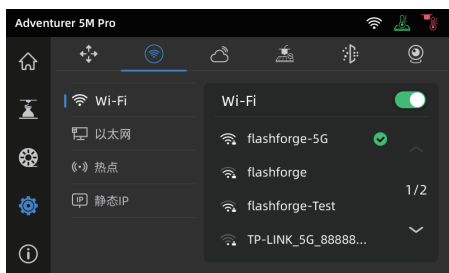 Adventurer 5M Pro
Wi-Fi
以太网
热点
IP 静态IP
Wi-Fi
flashforge-5G
flashforge
1/2
flashforge-Test
TP-LINK_5G_88888...